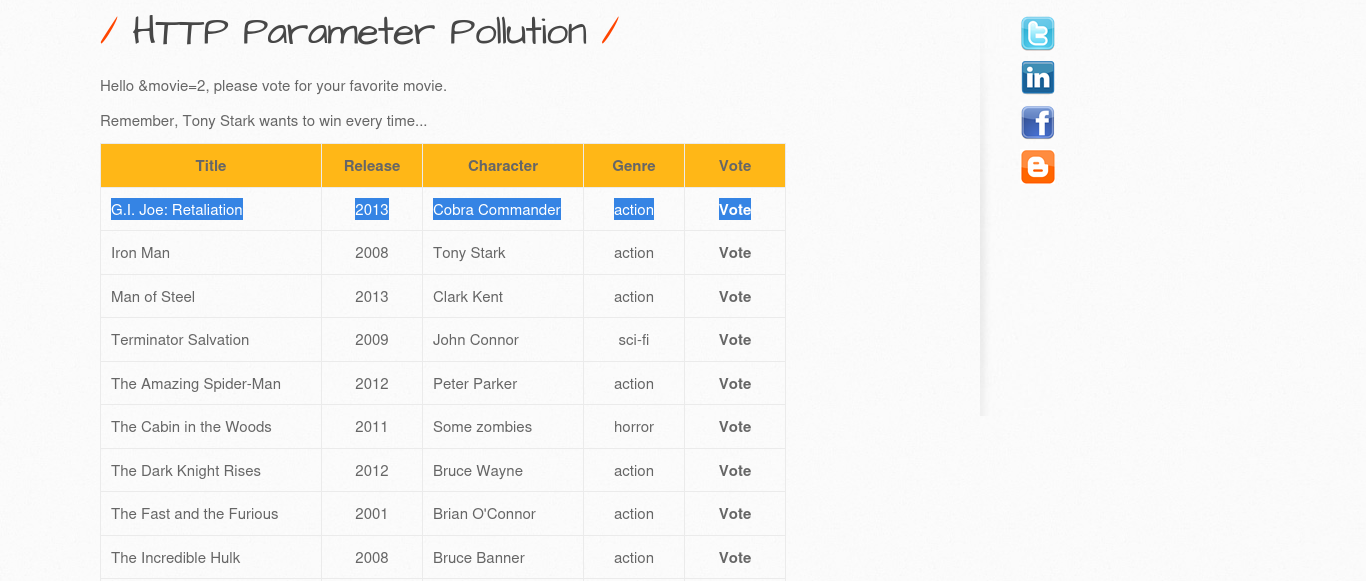 / HTTP Parameter Pollution /
Hello &movie=2, please vote for your favorite movie.
Remember, Tony Stark wants to win every time...
Title Release Character Genre Vote
G.I. Joe: Retaliation 2013 Cobra Commander action Vote
Iron Man 2008 Tony Stark action Vote
Man of Steel 2013 Clark Kent action Vote
Terminator Salvation 2009 John Connor sci-fi Vote
The Amazing Spider-Man 2012 Peter Parker action Vote
The Cabin in the Woods 2011 Some zombies horror Vote
The Dark Knight Rises 2012 Bruce Wayne action Vote
The Fast and the Furious 2001 Brian O'Connor action Vote
The Incredible Hulk 2008 Bruce Banner action Vote